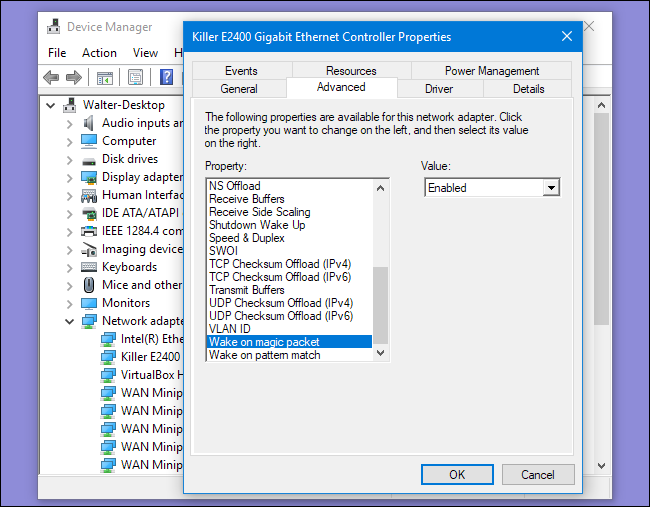 Device Manager
File Action View H
Walter-Desktop
Audio inputs an
Computer
Disk drives
Display adapter
Human Interfac
IDE ATA/ATAPI
IEEE 1284.4 com
Imaging device
Keyboards
Mice and other
Monitors
Network adapte
Intel(R) Ethe
Killer E2400
VirtualBox H
WAN Minip
WAN Minip
WAN Minip
WAN Minip
WAN Minip
Killer E2400 Gigabit Ethernet Controller Properties
Events Resources Power Management
General Advanced Driver Details
The following properties are available for this network adapter. Click
the property you want to change on the left, and then select its value
on the right.
Property: Value:
NS Offload
Receive Buffers
Receive Side Scaling
Shutdown Wake Up
Speed & Duplex
SWOI
TCP Checksum Offload (IPv4)
TCP Checksum Offload (IPv6)
Transmit Buffers
UDP Checksum Offload (IPv4)
UDP Checksum Offload (IPv6)
VLAN ID
Wake on magic packet
Wake on pattern match
Enabled
OK Cancel